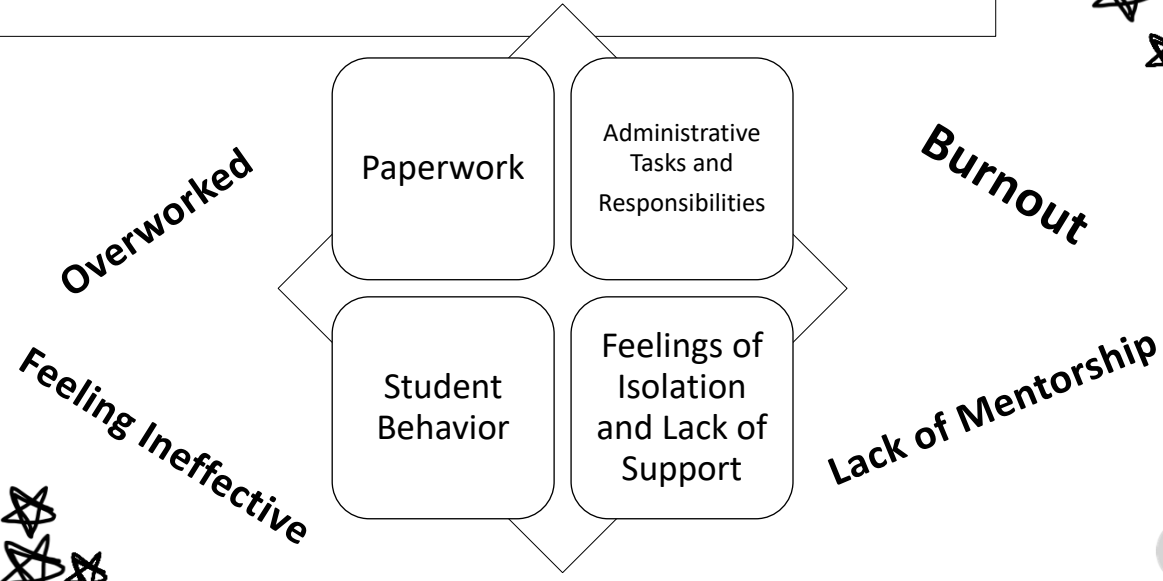 Overworked
Paperwork
Administrative
Tasks and
Responsibilities
Burnout
Feeling Ineffective
Student
Behavior
Feelings of
Isolation
and Lack of
Support
Lack of Mentorship